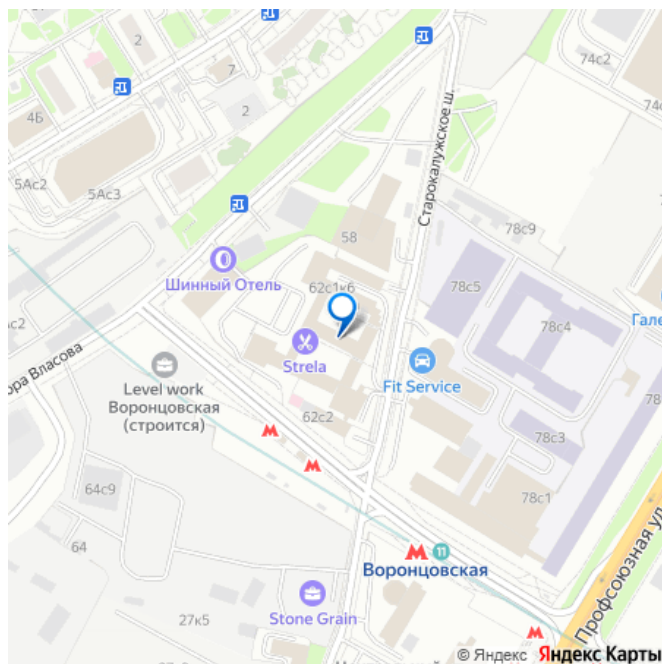 74с2
7
2
4Б
74с
5Ас2
5Ас3
Старокалужское ш.
58
78с9
Шинный Отель
62с1к6
78с5
78с4
Гале
Ас2
Strela
Fit Service
ора Власова
Level work
Воронцовская
(строится)
62с2
78с3
64с9
78с1
64
11
Воронцовская
Профсоюзная ул
Stone Grain
27к5
© Яндекс Яндекс Карты